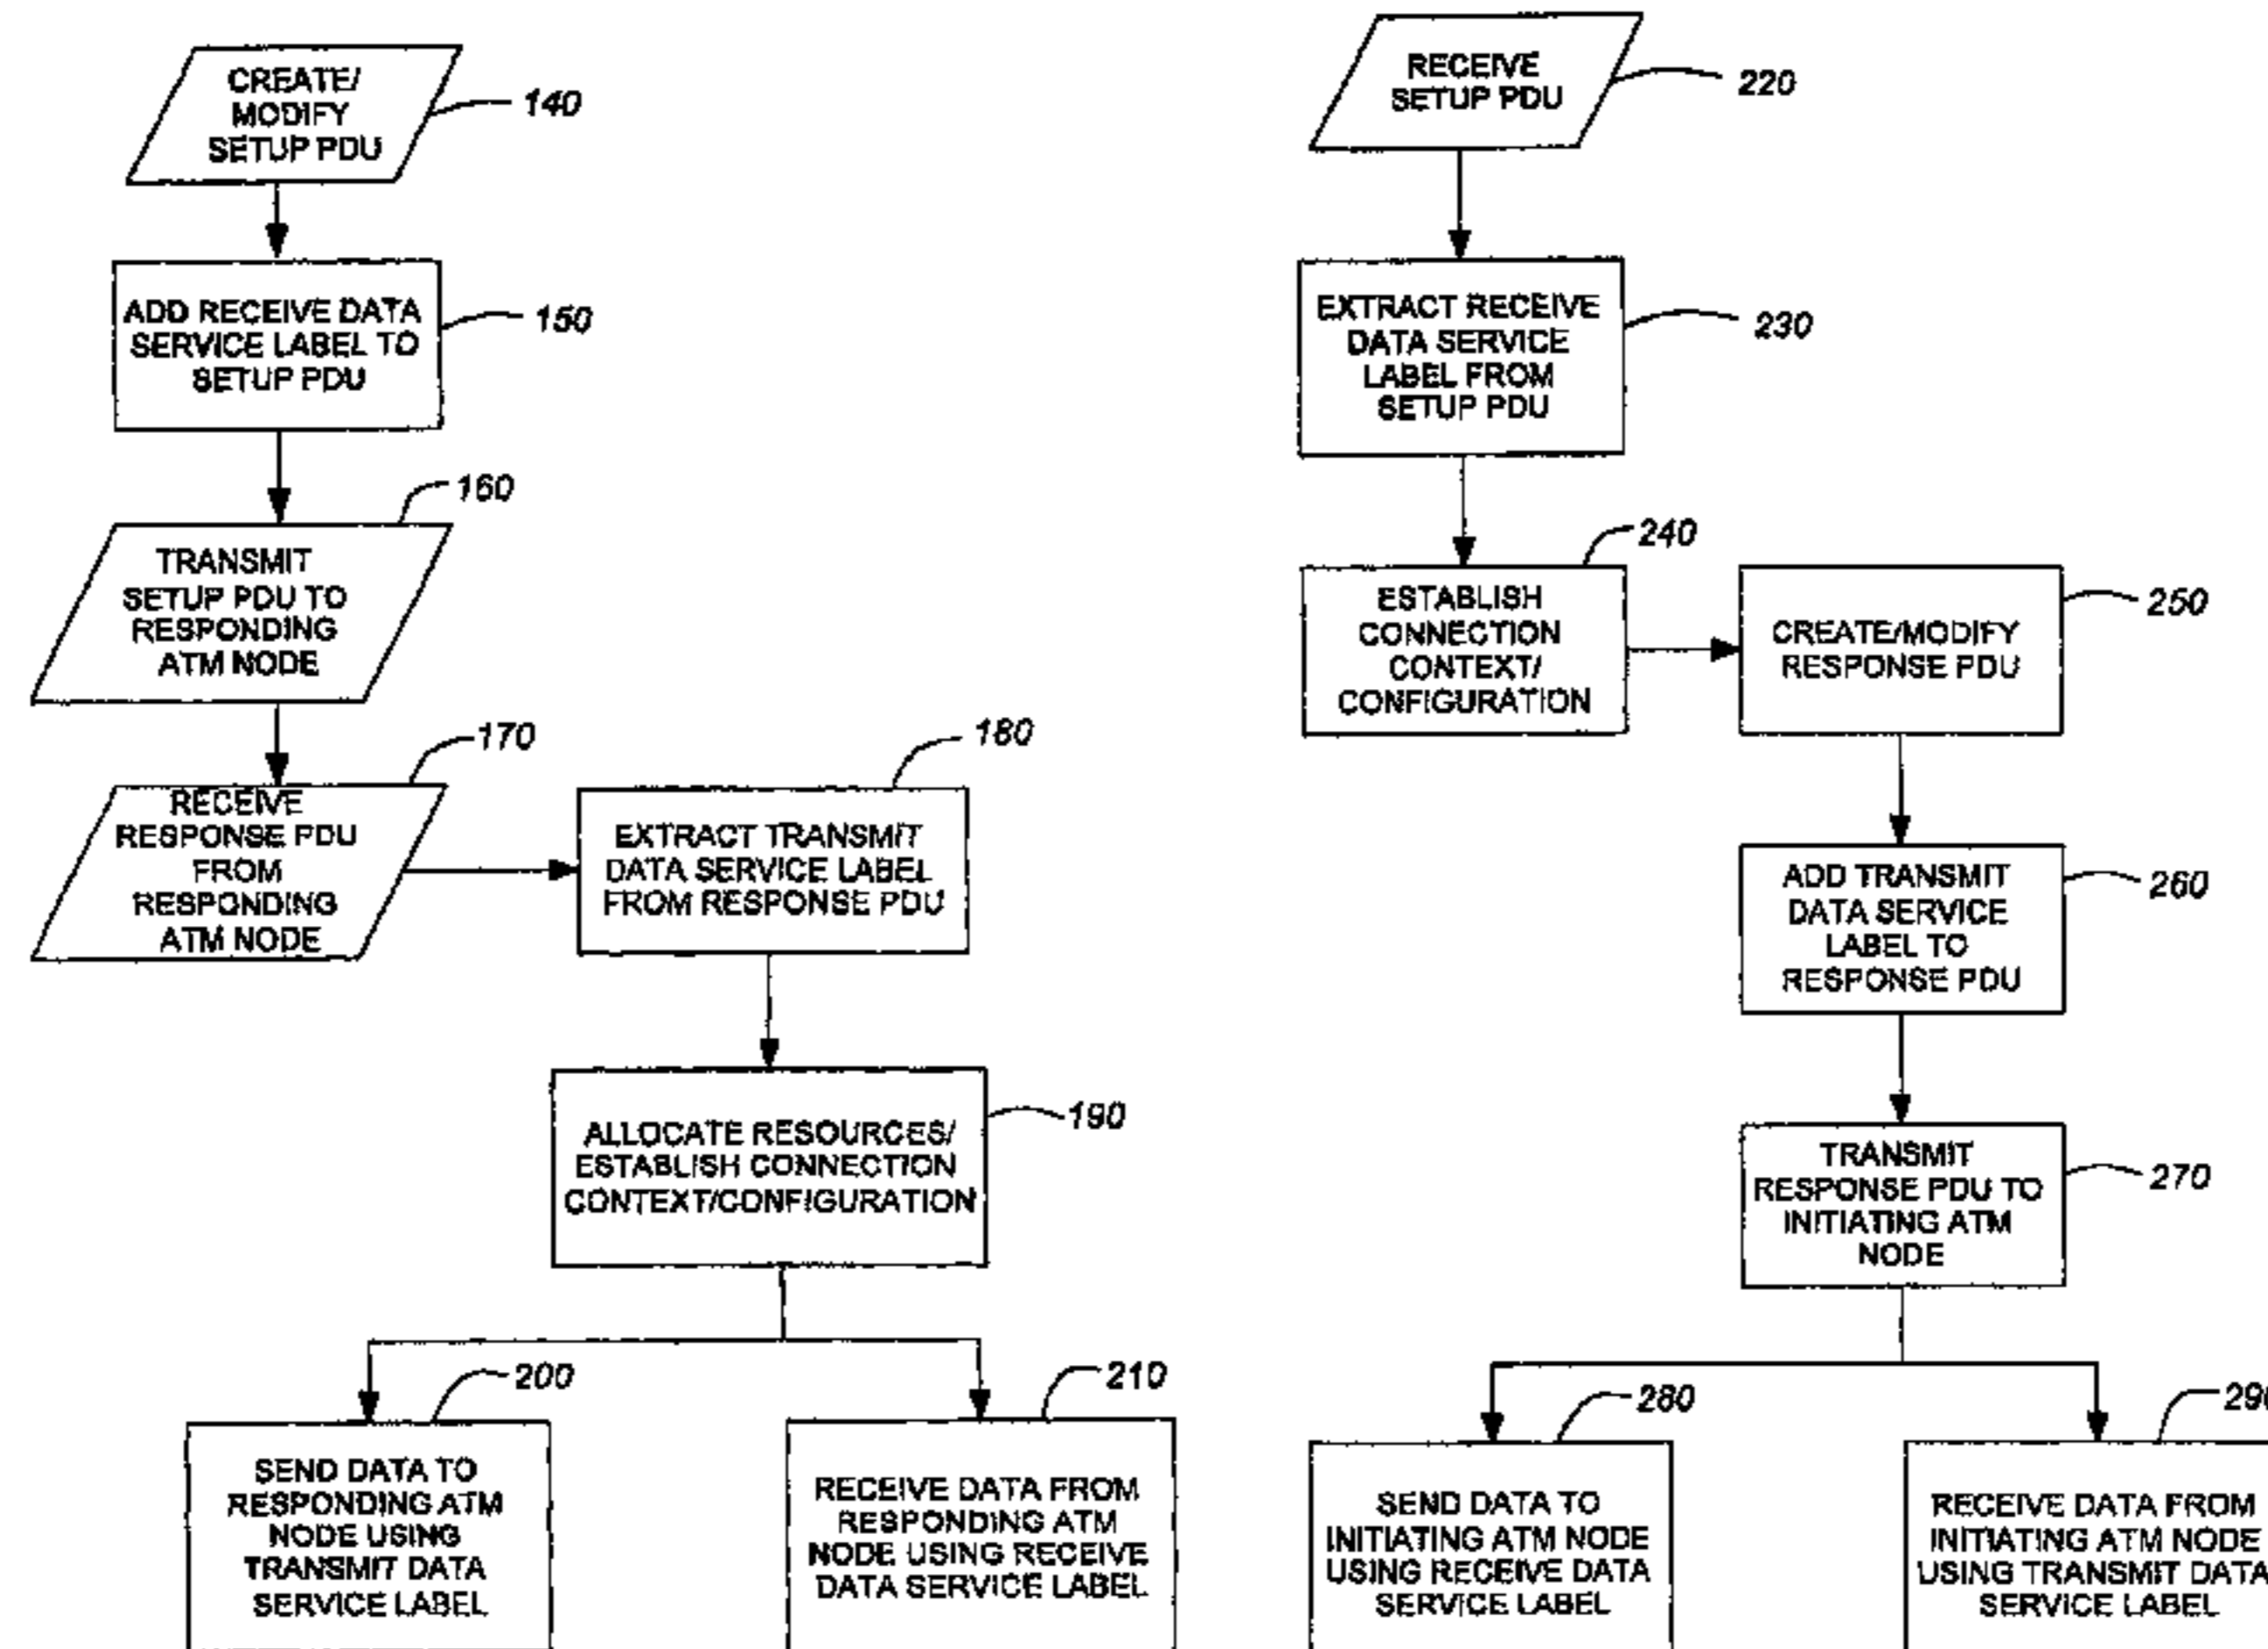 CREATE/
MODIFY
SETUP PDU
140
ADD RECEIVE DATA
SERVICE LABEL TO
SETUP PDU
150
160
TRANSMIT
SETUP PDU TO
RESPONDING
ATM NODE
170
RECEIVE
RESPONSE PDU
FROM
RESPONDING
ATM NODE
180
EXTRACT TRANSMIT
DATA SERVICE LABEL
FROM RESPONSE PDU
190
ALLOCATE RESOURCES/
ESTABLISH CONNECTION
CONTEXT/CONFIGURATION
200
SEND DATA TO
RESPONDING ATM
NODE USING
TRANSMIT DATA
SERVICE LABEL
210
RECEIVE DATA FROM
RESPONDING ATM
NODE USING RECEIVE
DATA SERVICE LABEL
RECEIVE
SETUP PDU
220
EXTRACT RECEIVE
DATA SERVICE
LABEL FROM
SETUP PDU
230
240
ESTABLISH
CONNECTION
CONTEXT/
CONFIGURATION
250
CREATE/MODIFY
RESPONSE PDU
ADD TRANSMIT
DATA SERVICE
LABEL TO
RESPONSE PDU
260
TRANSMIT
RESPONSE PDU TO
INITIATING ATM
NODE
270
280
SEND DATA TO
INITIATING ATM NODE
USING RECEIVE DATA
SERVICE LABEL
290
RECEIVE DATA FROM
INITIATING ATM NODE
USING TRANSMIT DATA
SERVICE LABEL